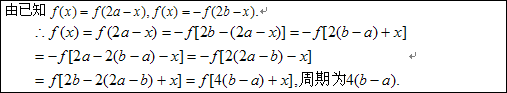 由已知 f(x) = f(2a−x), f(x) = −f(2b−x).
∴ f(x) = f(2a−x) = −f[2b−(2a−x)] = −f[2(b−a)+x]
= −f[2a−2(b−a)−x] = −f[2(2a−b)−x]
= f[2b−2(2a−b)+x] = f[4(b−a)+x],周期为4(b−a).